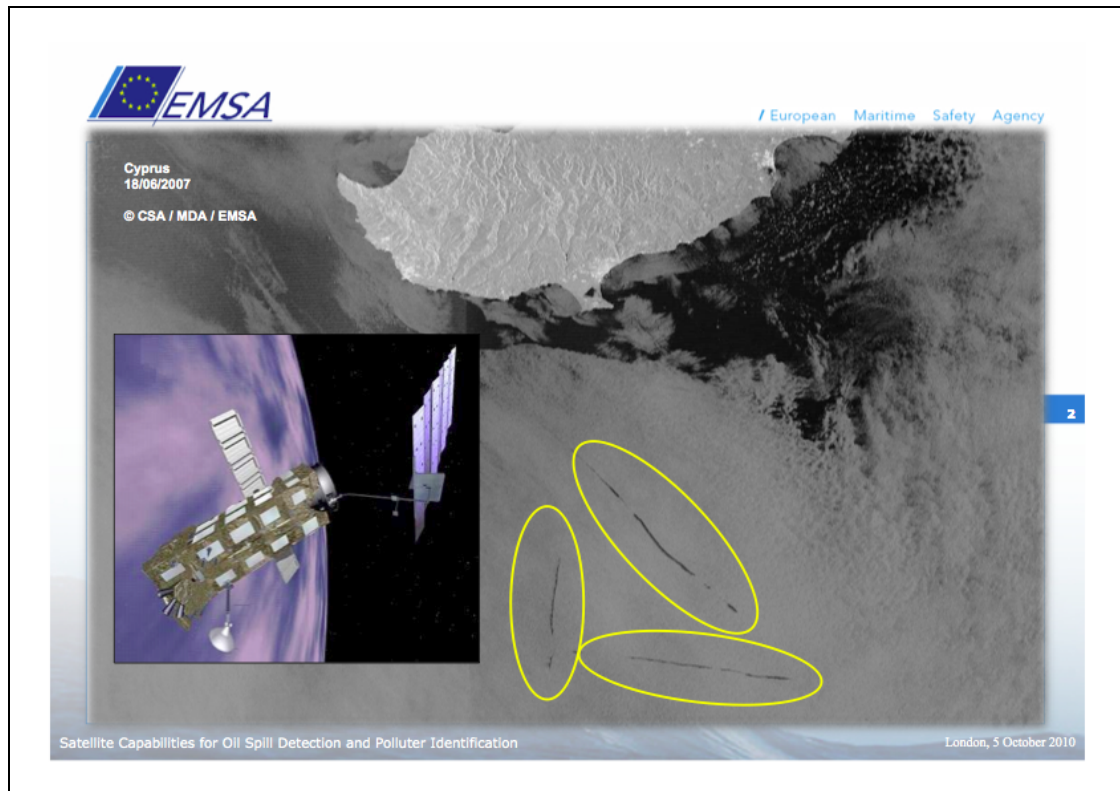 EMSA
/ European Maritime Safety Agency
Cyprus
18/06/2007
© CSA / MDA / EMSA
2
Satellite Capabilities for Oil Spill Detection and Polluter Identification
London, 5 October 2010